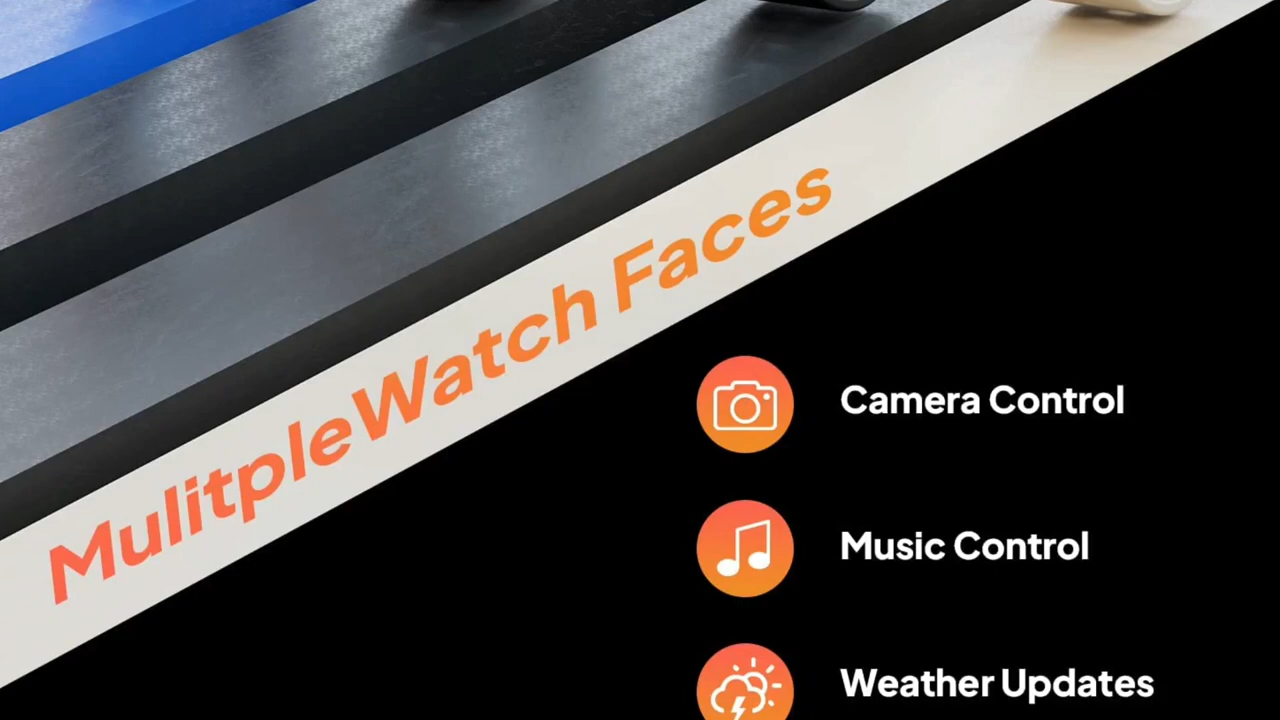 MulitpleWatch Faces
Camera Control
Music Control
Weather Updates